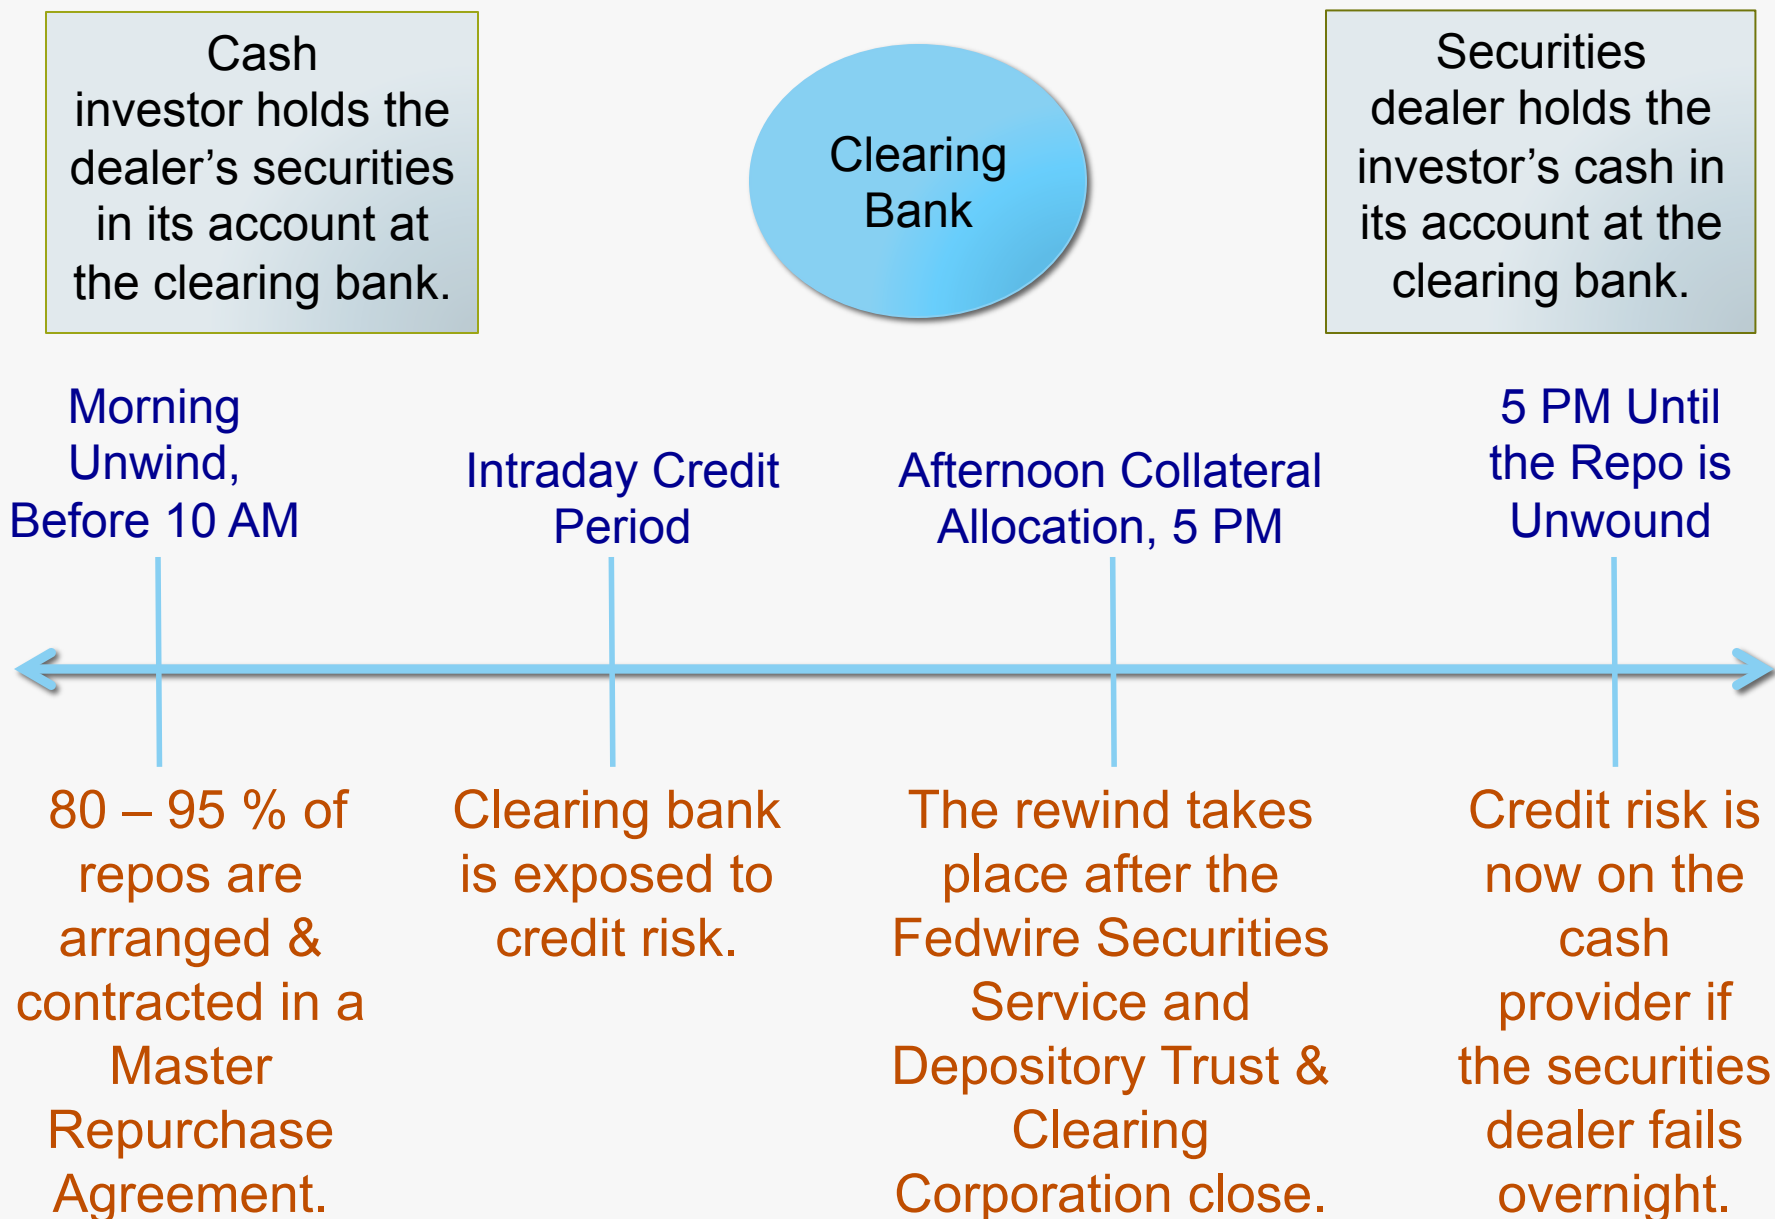 Cash
investor holds the
dealer’s securities
in its account at
the clearing bank.
Clearing
Bank
Securities
dealer holds the
investor’s cash in
its account at the
clearing bank.
Morning
Unwind,
Before 10 AM
Intraday Credit
Period
Afternoon Collateral
Allocation, 5 PM
5 PM Until
the Repo is
Unwound
80 – 95 % of
repos are
arranged &
contracted in a
Master
Repurchase
Agreement.
Clearing bank
is exposed to
credit risk.
The rewind takes
place after the
Fedwire Securities
Service and
Depository Trust &
Clearing
Corporation close.
Credit risk is
now on the
cash
provider if
the securities
dealer fails
overnight.